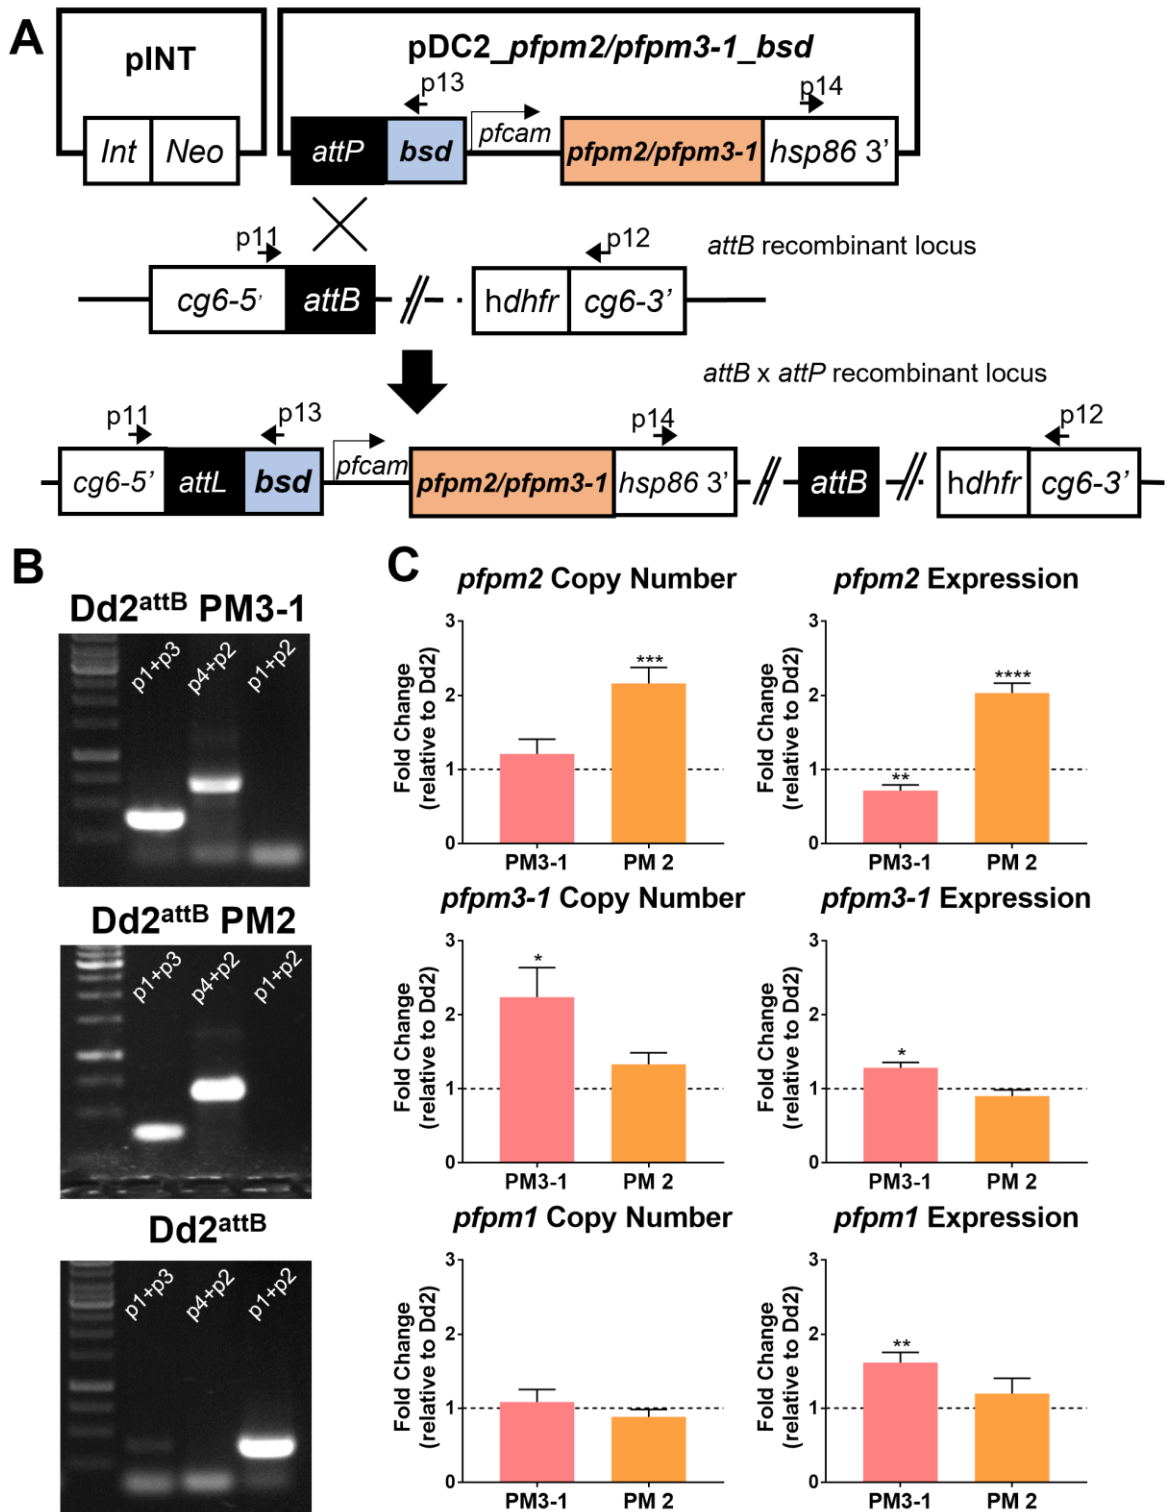 A
pINT
pDC2_pfpm2/pfpm3-1_bsd
p13
p14
Int Neo
attP bsd pfcam pfpm2/pfpm3-1 hsp86 3’
p11
p12
attB recombinant locus
cg6-5’ attB hdhfr cg6-3’
attB x attP recombinant locus
p11 p13 p14 p12
cg6-5’ attL bsd pfcam pfpm2/pfpm3-1 hsp86 3’ attB hdhfr cg6-3’
B
Dd2attB PM3-1
p1+p3 p4+p2 p1+p2
Dd2attB PM2
p1+p3 p4+p2 p1+p2
Dd2attB
p1+p3 p4+p2 p1+p2
C
pfpm2 Copy Number
Fold Change
(relative to Dd2)
3
2
1
0
***
PM3-1 PM 2
pfpm2 Expression
Fold Change
(relative to Dd2)
3
2
1
0
**
****
PM3-1 PM 2
pfpm3-1 Copy Number
Fold Change
(relative to Dd2)
3
2
1
0
*
PM3-1 PM 2
pfpm3-1 Expression
Fold Change
(relative to Dd2)
3
2
1
0
*
PM3-1 PM 2
pfpm1 Copy Number
Fold Change
(relative to Dd2)
3
2
1
0
PM3-1 PM 2
pfpm1 Expression
Fold Change
(relative to Dd2)
3
2
1
0
**
PM3-1 PM 2